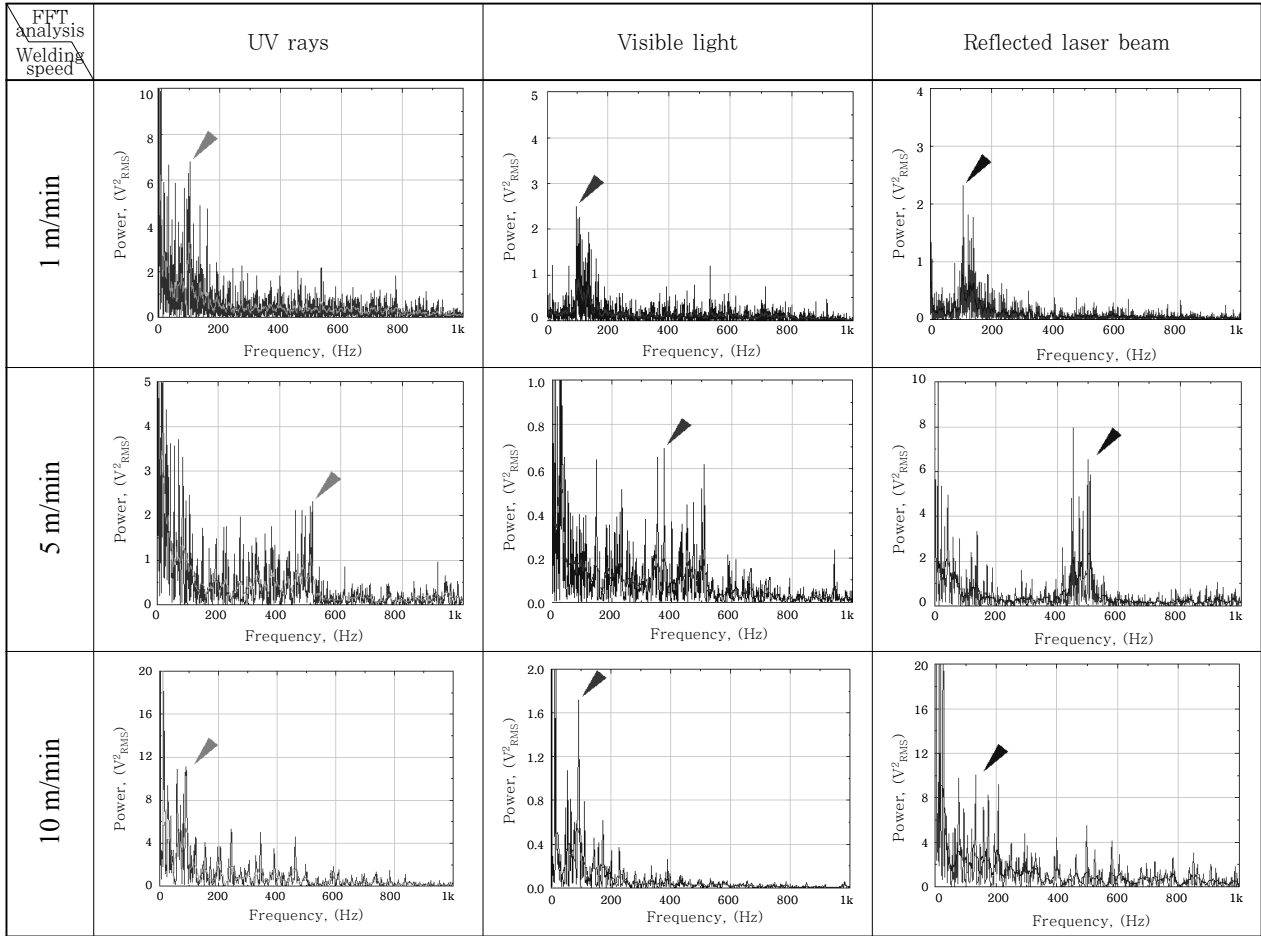 FFT
analysis
Welding
speed
UV rays
Visible light
Reflected laser beam
1 m/min
Power, (V²RMS)
10
8
6
4
2
0
0 200 400 600 800 1k
Frequency, (Hz)
Power, (V²RMS)
5
4
3
2
1
0
0 200 400 600 800 1k
Frequency, (Hz)
Power, (V²RMS)
4
3
2
1
0
0 200 400 600 800 1k
Frequency, (Hz)
5 m/min
Power, (V²RMS)
5
4
3
2
1
0
0 200 400 600 800 1k
Frequency, (Hz)
Power, (V²RMS)
1.0
0.8
0.6
0.4
0.2
0.0
0 200 400 600 800 1k
Frequency, (Hz)
Power, (V²RMS)
10
8
6
4
2
0
0 200 400 600 800 1k
Frequency, (Hz)
10 m/min
Power, (V²RMS)
20
16
12
8
4
0
0 200 400 600 800 1k
Frequency, (Hz)
Power, (V²RMS)
2.0
1.6
1.2
0.8
0.4
0.0
0 200 400 600 800 1k
Frequency, (Hz)
Power, (V²RMS)
20
16
12
8
4
0
0 200 400 600 800 1k
Frequency, (Hz)